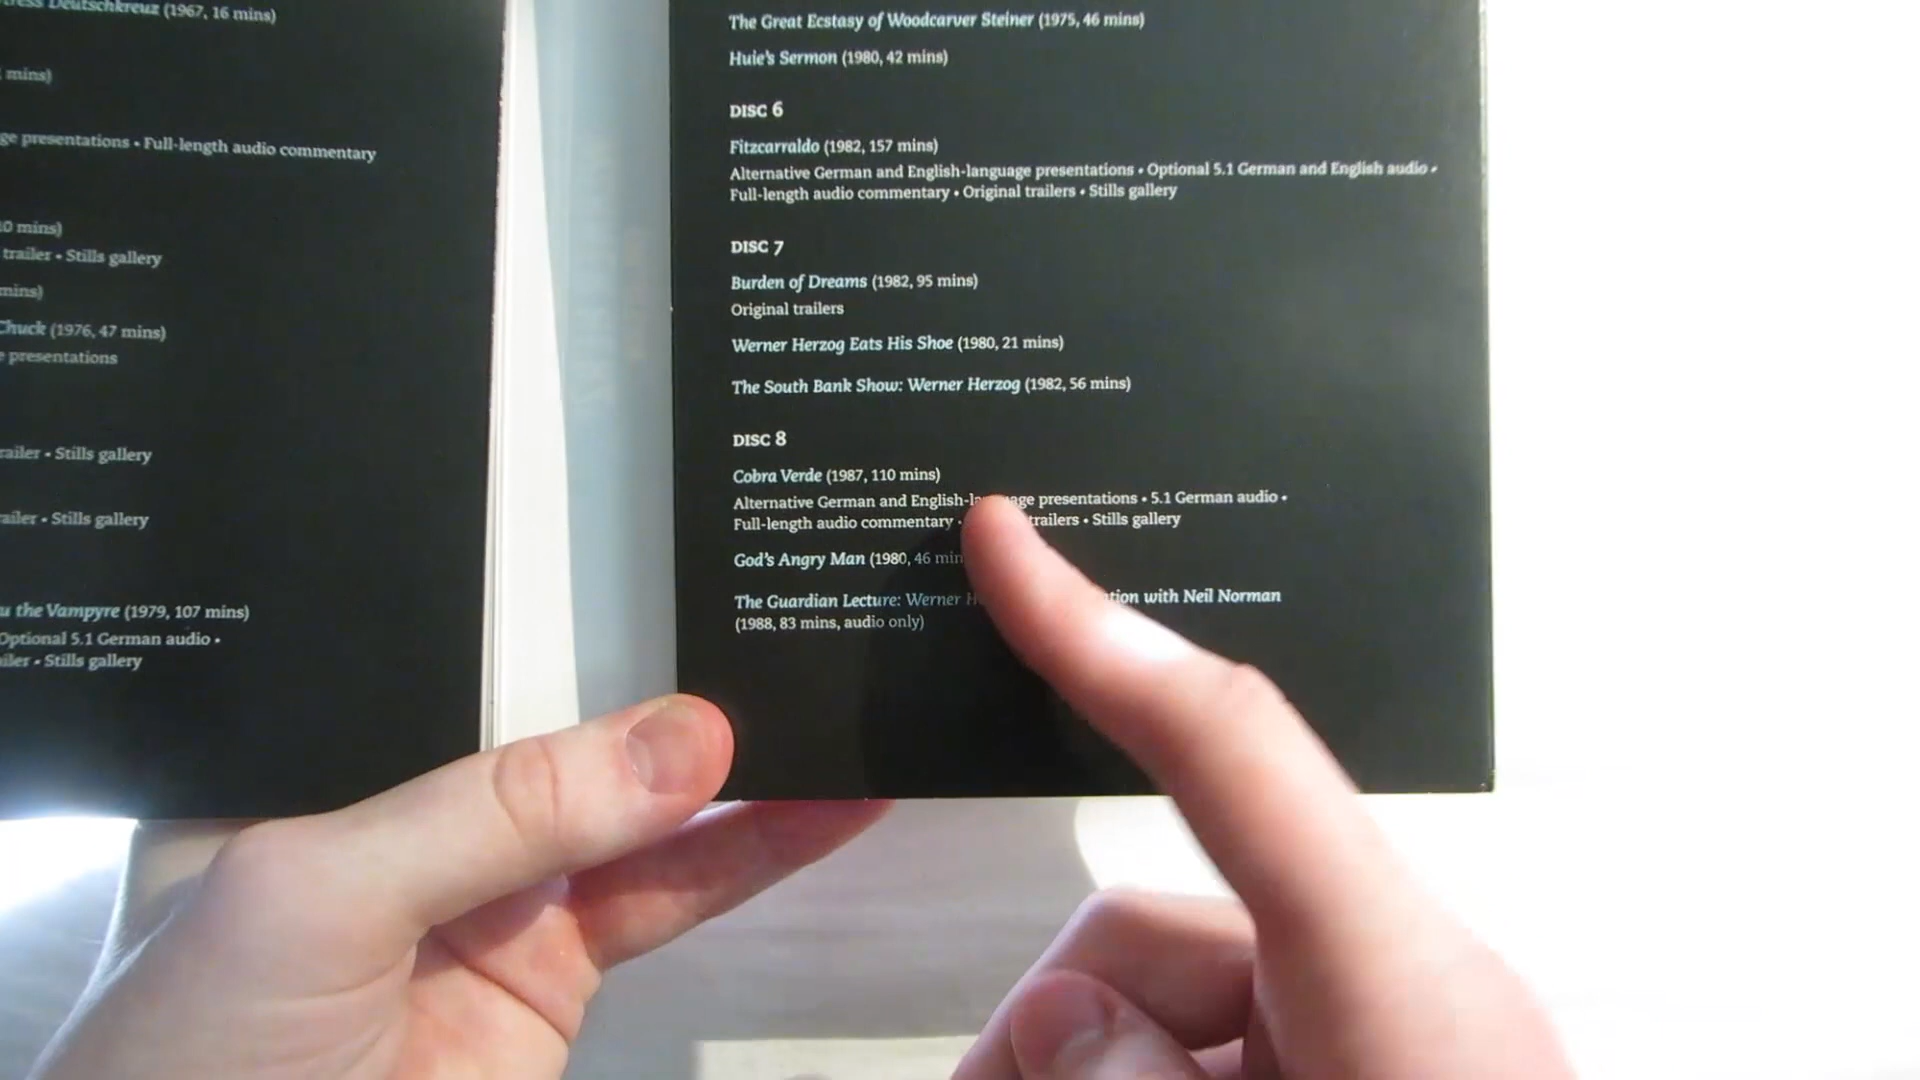 Deutschkreuz (1967, 16 mins)
mins)
presentations • Full-length audio commentary
mins)
trailer • Stills gallery
mins)
Chuck (1976, 47 mins)
presentations
• Stills gallery
• Stills gallery
the Vampyre (1979, 107 mins)
Optional 5.1 German audio •
• Stills gallery
The Great Ecstasy of Woodcarver Steiner (1975, 46 mins)
Huie's Sermon (1980, 42 mins)
DISC 6
Fitzcarraldo (1982, 157 mins)
Alternative German and English-language presentations • Optional 5.1 German and English audio •
Full-length audio commentary • Original trailers • Stills gallery
DISC 7
Burden of Dreams (1982, 95 mins)
Original trailers
Werner Herzog Eats His Shoe (1980, 21 mins)
The South Bank Show: Werner Herzog (1982, 56 mins)
DISC 8
Cobra Verde (1987, 110 mins)
Alternative German and English-language presentations • 5.1 German audio •
Full-length audio commentary • trailers • Stills gallery
God's Angry Man (1980, 46
The Guardian Lecture: Werner with Neil Norman
(1988, 83 mins, audio only)